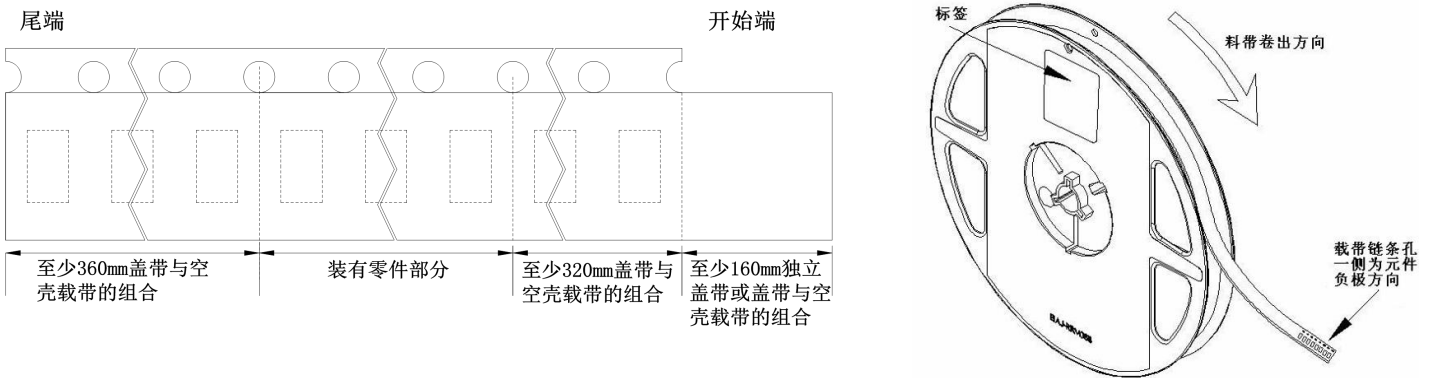 尾端
开始端
至少360mm盖带与空
壳载带的组合
装有零件部分
至少320mm盖带与
空壳载带的组合
至少160mm独立
盖带或盖带与空
壳载带的组合
标签
料带卷出方向
载带链条孔
一侧为元件
负极方向